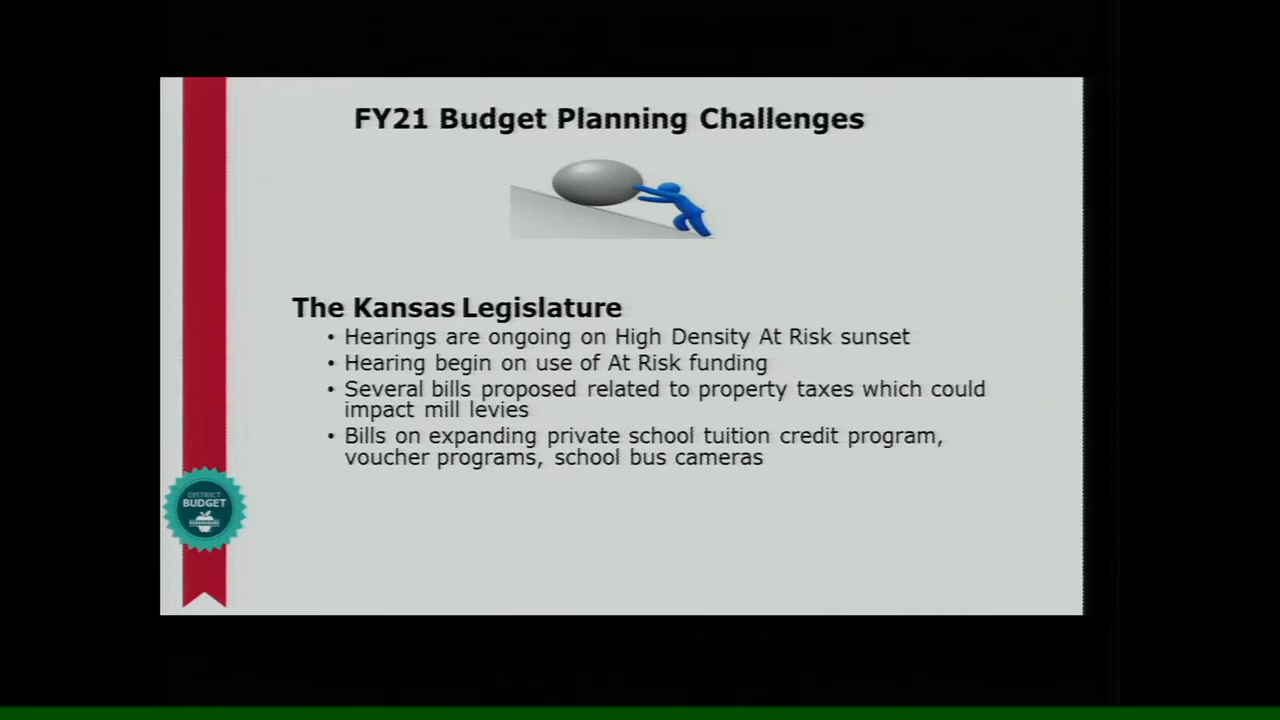 FY21 Budget Planning Challenges
The Kansas Legislature
• Hearings are ongoing on High Density At Risk sunset
• Hearing begin on use of At Risk funding
• Several bills proposed related to property taxes which could
impact mill levies
• Bills on expanding private school tuition credit program,
voucher programs, school bus cameras
DISTRICT
BUDGET